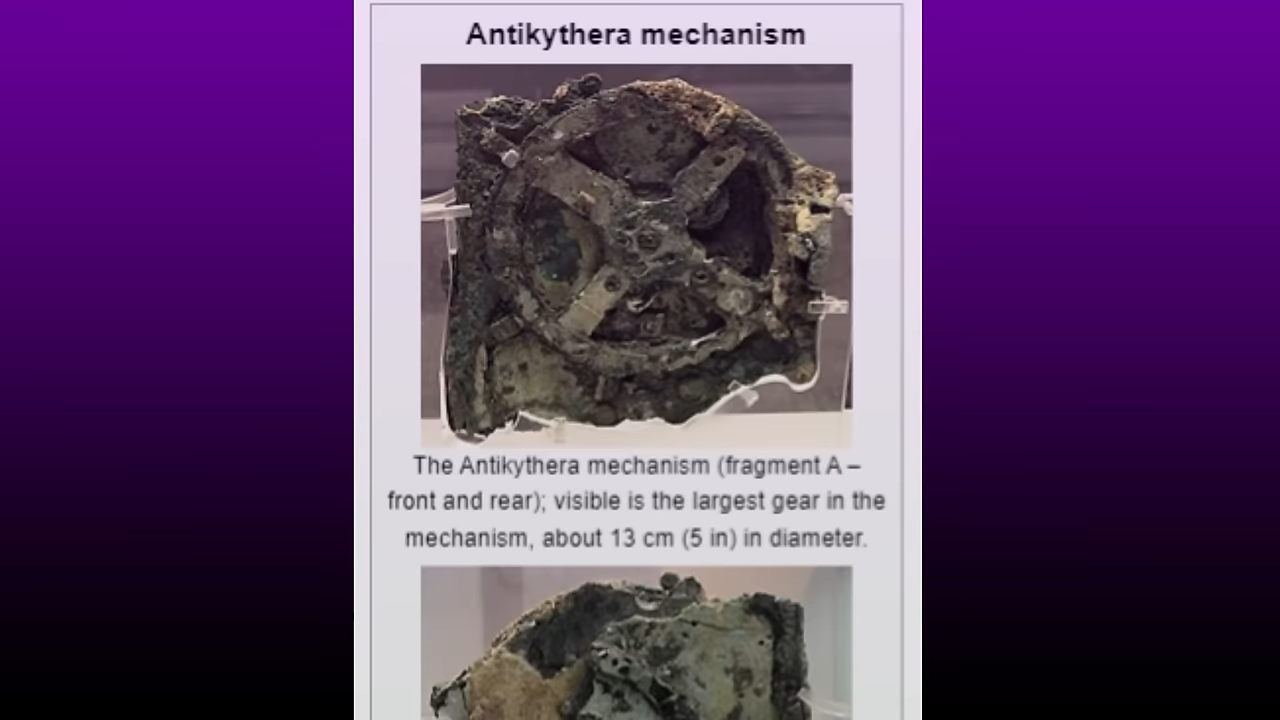 Antikythera mechanism
The Antikythera mechanism (fragment A –
front and rear); visible is the largest gear in the
mechanism, about 13 cm (5 in) in diameter.